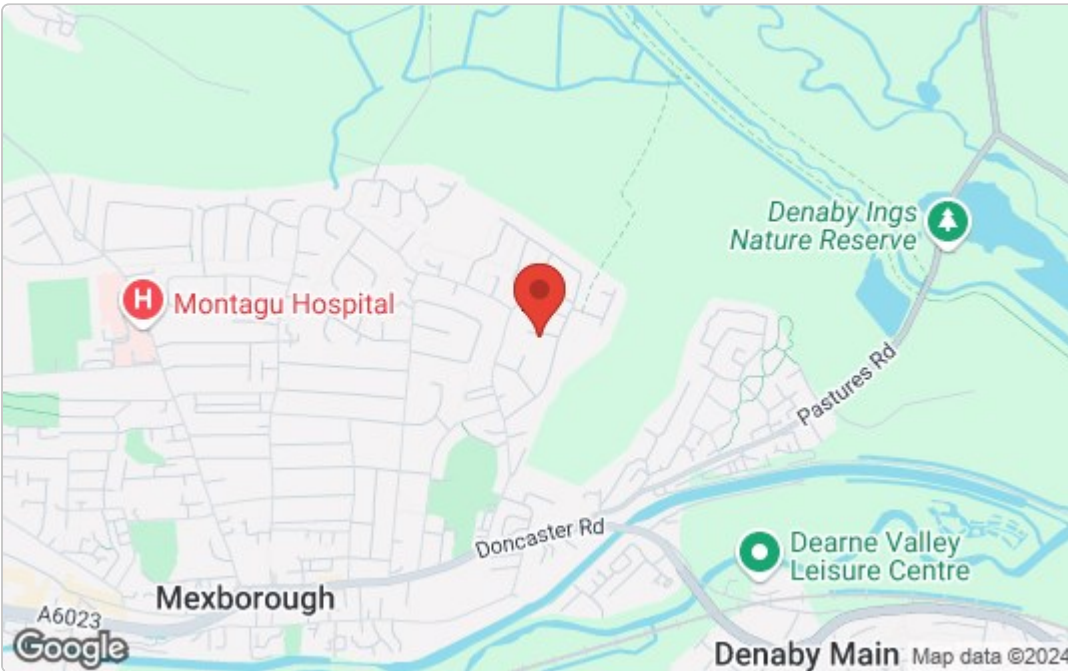 Denaby Ings
Nature Reserve
H
Montagu Hospital
Pastures Rd
Doncaster Rd
Dearne Valley
Leisure Centre
Mexborough
A6023
Google
Denaby Main
Map data ©2024